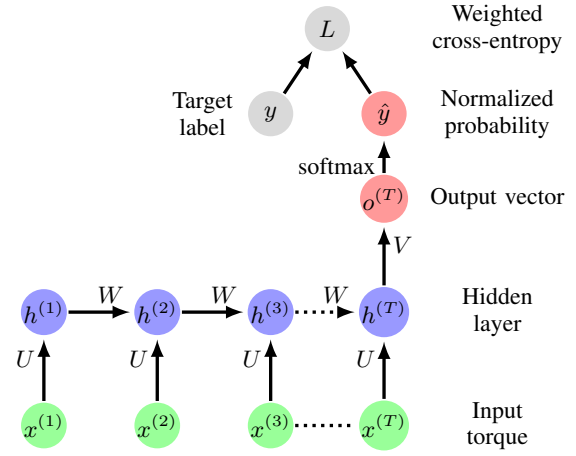 L
Weighted
cross-entropy
Target
label
y
ŷ
Normalized
probability
softmax
o^(T)
Output vector
V
W
W
W
h^(1)
h^(2)
h^(3)
h^(T)
Hidden
layer
U
U
U
U
x^(1)
x^(2)
x^(3)
x^(T)
Input
torque